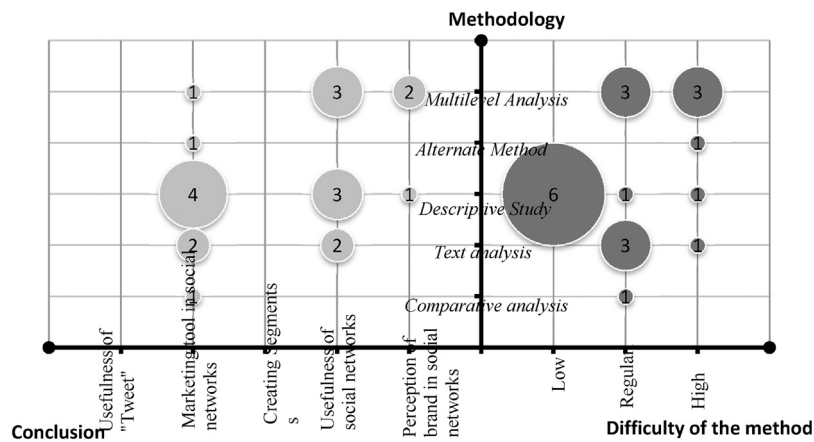 Methodology
1 3 2 3 3
Multilevel Analysis
1 1
Alternate Method
4 3 1 6 1 1
Descriptive Study
2 2 3 1
Text analysis
1 1
Comparative analysis
Usefulness of
"Tweet"
Marketing tool in social
networks
Creating Segments
s
Usefulness of
social networks
Perception of
brand in social
networks
Low
Regular
High
Conclusion
Difficulty of the method